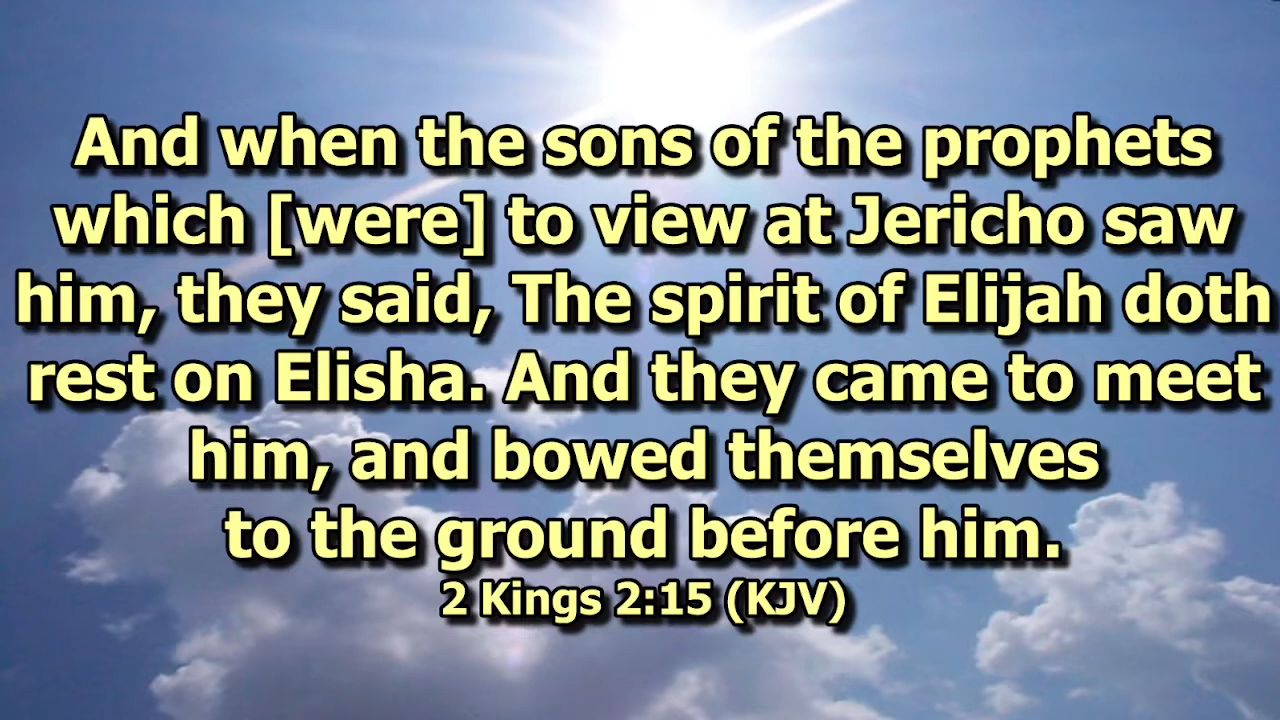 And when the sons of the prophets
which [were] to view at Jericho saw
him, they said, The spirit of Elijah doth
rest on Elisha. And they came to meet
him, and bowed themselves
to the ground before him.
2 Kings 2:15 (KJV)